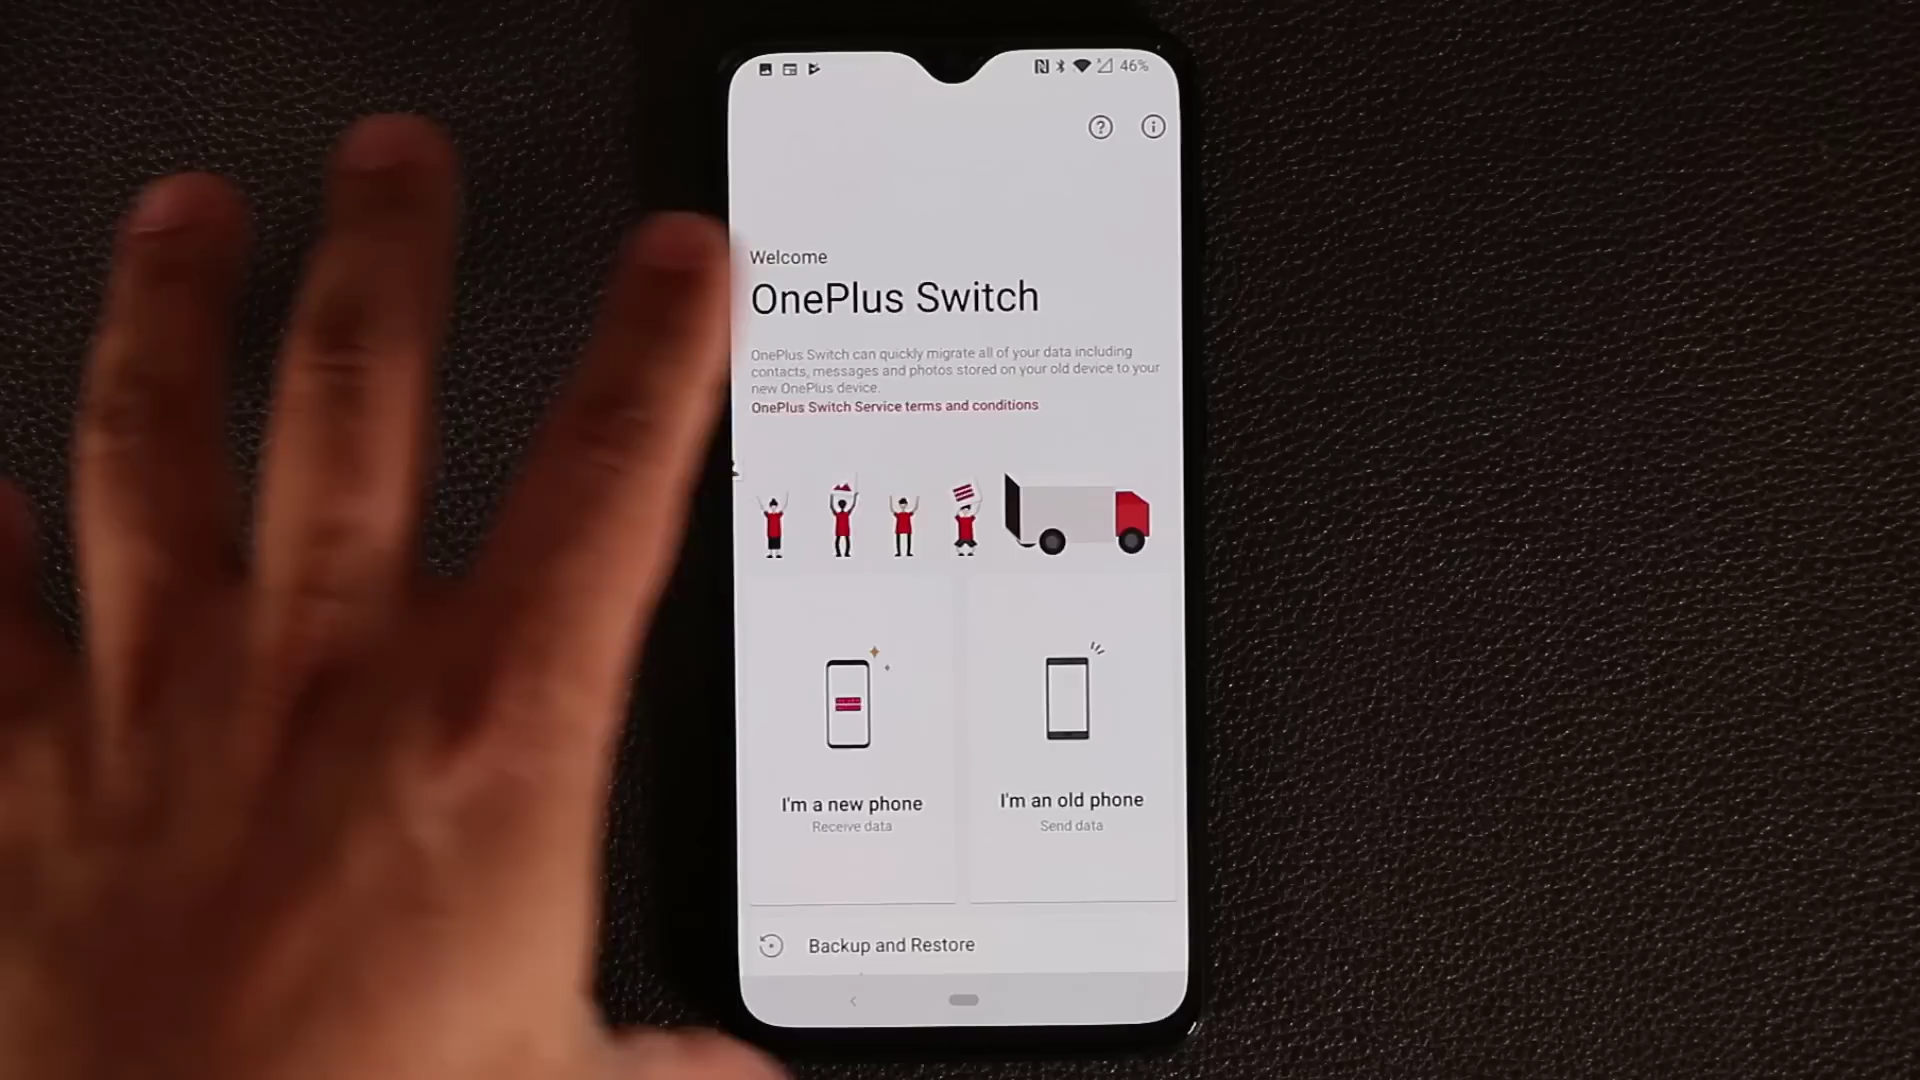 46%
Welcome
OnePlus Switch
OnePlus Switch can quickly migrate all of your data including
contacts, messages and photos stored on your old device to your
new OnePlus device.
OnePlus Switch Service terms and conditions
I'm a new phone
Receive data
I'm an old phone
Send data
Backup and Restore